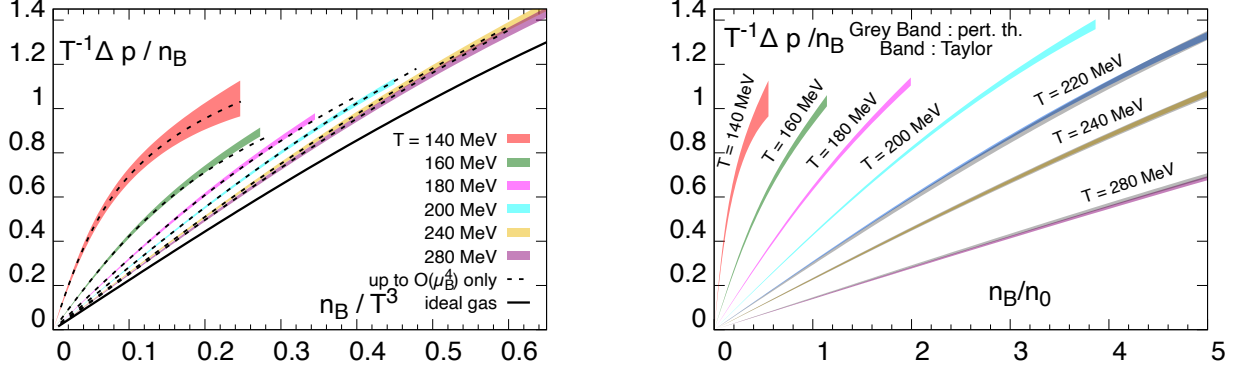 1.4
1.2
1
0.8
0.6
0.4
0.2
0
T⁻¹Δ p / n_B
T = 140 MeV
160 MeV
180 MeV
200 MeV
240 MeV
280 MeV
up to O(μ_B^4) only
ideal gas
n_B / T³
0 0.1 0.2 0.3 0.4 0.5 0.6
1.4
1.2
1
0.8
0.6
0.4
0.2
0
T⁻¹Δ p /n_B
Grey Band : pert. th.
Band : Taylor
T = 140 MeV
T = 160 MeV
T = 180 MeV
T = 200 MeV
T = 220 MeV
T = 240 MeV
T = 280 MeV
n_B/n_0
0 1 2 3 4 5